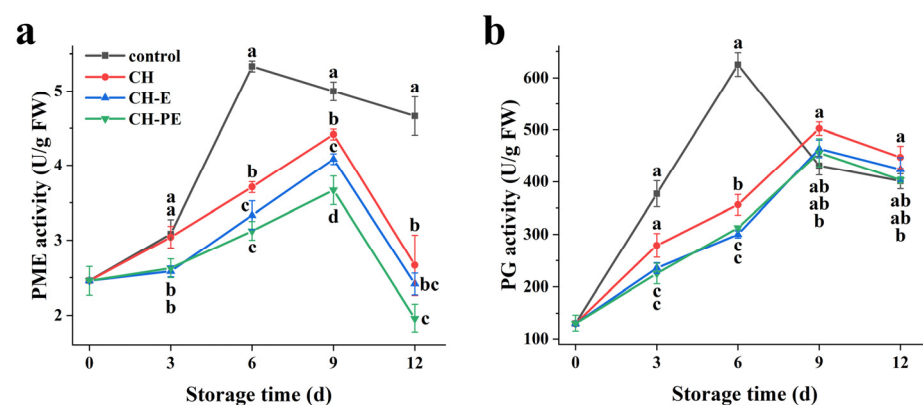 a
control
CH
CH-E
CH-PE
PME activity (U/g FW)
5
4
3
2
0
3
6
9
12
Storage time (d)
a
a
b
b
a
b
c
c
a
b
c
d
a
b
bc
c
b
PG activity (U/g FW)
600
500
400
300
200
100
0
3
6
9
12
Storage time (d)
a
a
c
c
a
b
c
c
a
ab
ab
b
a
ab
ab
b